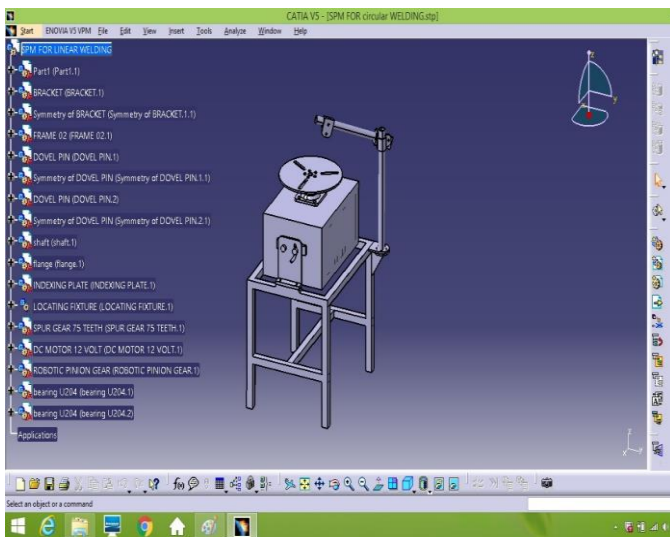 CATIA V5 - [SPM FOR circular WELDING.stp]
Start ENOVIA V5 VPM File Edit View Insert Tools Analyze Window Help
SPM FOR LINEAR WELDING
Part1 (Part1.1)
BRACKET (BRACKET.1)
Symmetry of BRACKET (Symmetry of BRACKET.1.1)
FRAME 02 (FRAME 02.1)
DOVEL PIN (DOVEL PIN.1)
Symmetry of DOVEL PIN (Symmetry of DOVEL PIN.1.1)
DOVEL PIN (DOVEL PIN.2)
Symmetry of DOVEL PIN (Symmetry of DOVEL PIN.2.1)
shaft (shaft.1)
flange (flange.1)
INDEXING PLATE (INDEXING PLATE.1)
LOCATING FIXTURE (LOCATING FIXTURE.1)
SPUR GEAR 75 TEETH (SPUR GEAR 75 TEETH.1)
DC MOTOR 12 VOLT (DC MOTOR 12 VOLT.1)
ROBOTIC PINION GEAR (ROBOTIC PINION GEAR.1)
bearing U204 (bearing U204.1)
bearing U204 (bearing U204.2)
Applications
z
y
z
x
Select an object or a command